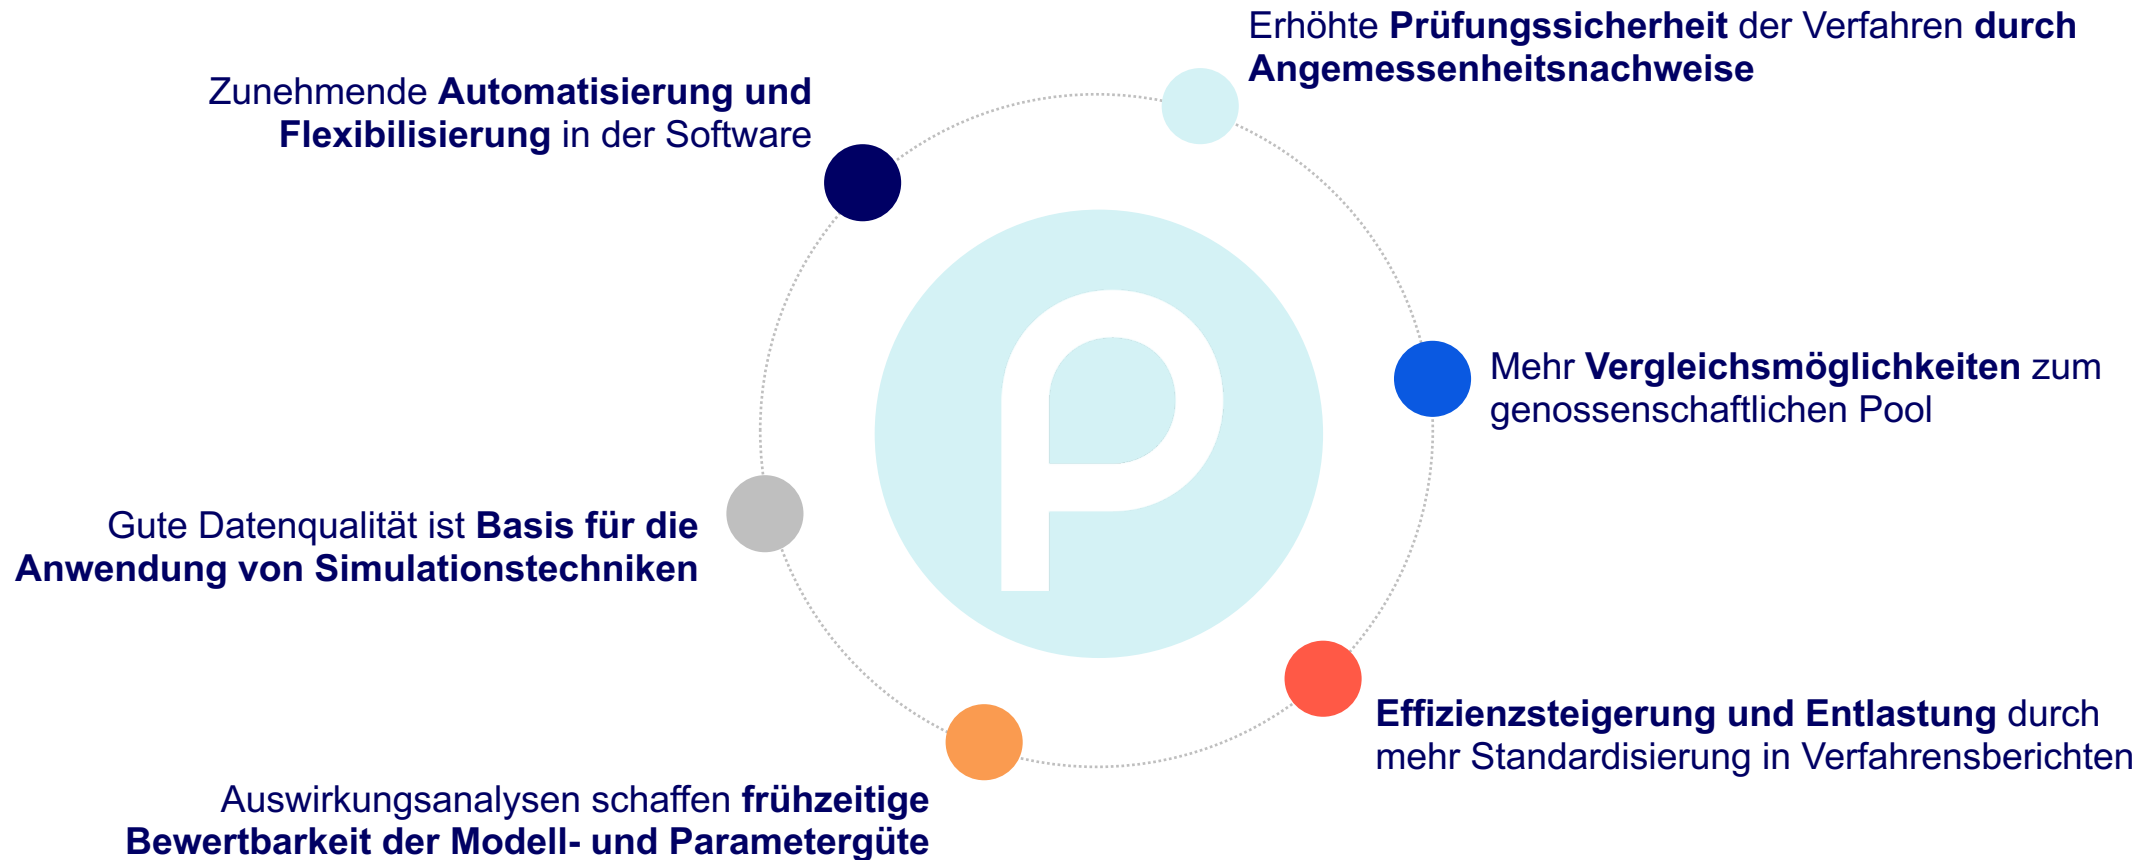 Erhöhte Prüfungssicherheit der Verfahren durch
Angemessenheitsnachweise
Zunehmende Automatisierung und
Flexibilisierung in der Software
Mehr Vergleichsmöglichkeiten zum
genossenschaftlichen Pool
Gute Datenqualität ist Basis für die
Anwendung von Simulationstechniken
Effizienzsteigerung und Entlastung durch
mehr Standardisierung in Verfahrensberichten
Auswirkungsanalysen schaffen frühzeitige
Bewertbarkeit der Modell- und Parametergüte